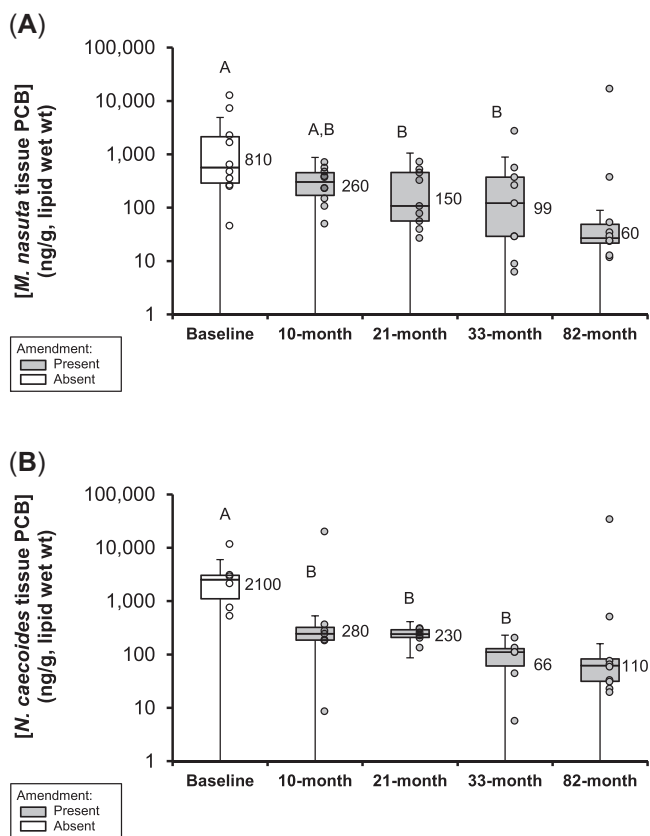 (A)
[M. nasuta tissue PCB]
(ng/g, lipid wet wt)
100,000
10,000
1,000
100
10
1
A
A,B
B
B
810
260
150
99
60
Baseline 10-month 21-month 33-month 82-month
Amendment:
Present
Absent
(B)
[N. caecoides tissue PCB]
(ng/g, lipid wet wt)
100,000
10,000
1,000
100
10
1
A
B
B
B
2100
280
230
66
110
Baseline 10-month 21-month 33-month 82-month
Amendment:
Present
Absent